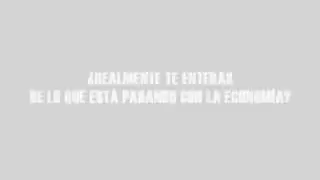 ¿REALMENTE TE ENTERAS
DE LO QUE ESTÁ PASANDO CON LA ECONOMÍA?